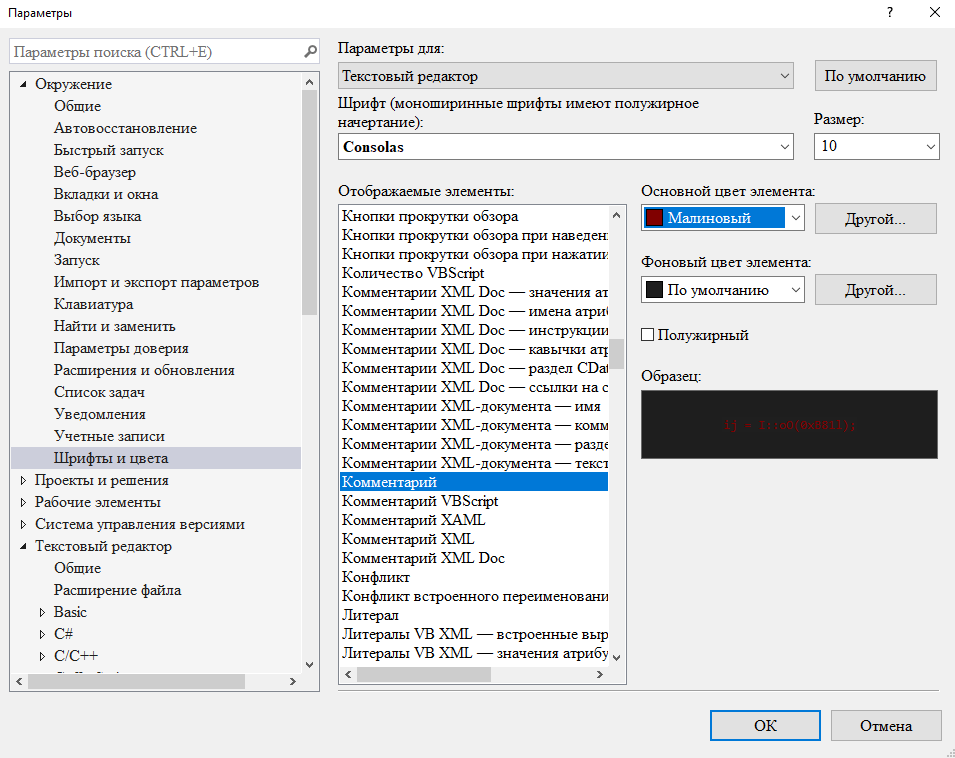 Параметры
?
Параметры поиска (CTRL+E)
Окружение
Общие
Автовосстановление
Быстрый запуск
Веб-браузер
Вкладки и окна
Выбор языка
Документы
Запуск
Импорт и экспорт параметров
Клавиатура
Найти и заменить
Параметры доверия
Расширения и обновления
Список задач
Уведомления
Учетные записи
Шрифты и цвета
Проекты и решения
Рабочие элементы
Система управления версиями
Текстовый редактор
Общие
Расширение файла
Basic
C#
C/C++
Параметры для:
Текстовый редактор
По умолчанию
Шрифт (моноширинные шрифты имеют полужирное
начертание):
Consolas
Размер:
10
Отображаемые элементы:
Кнопки прокрутки обзора
Кнопки прокрутки обзора при наведен
Кнопки прокрутки обзора при нажатии
Количество VBScript
Комментарии XML Doc — значения ат
Комментарии XML Doc — имена атриб
Комментарии XML Doc — инструкции
Комментарии XML Doc — кавычки атр
Комментарии XML Doc — раздел CDat
Комментарии XML Doc — ссылки на с
Комментарии XML-документа — имя
Комментарии XML-документа — комм
Комментарии XML-документа — разде
Комментарии XML-документа — текст
Комментарий
Комментарий VBScript
Комментарий XAML
Комментарий XML
Комментарий XML Doc
Конфликт
Конфликт встроенного переименовани
Литерал
Литералы VB XML — встроенные выр
Литералы VB XML — значения атрибу
Основной цвет элемента:
Малиновый
Другой...
Фоновый цвет элемента:
По умолчанию
Другой...
Полужирный
Образец:
Ij = I::oO(0xB81l);
ОК
Отмена